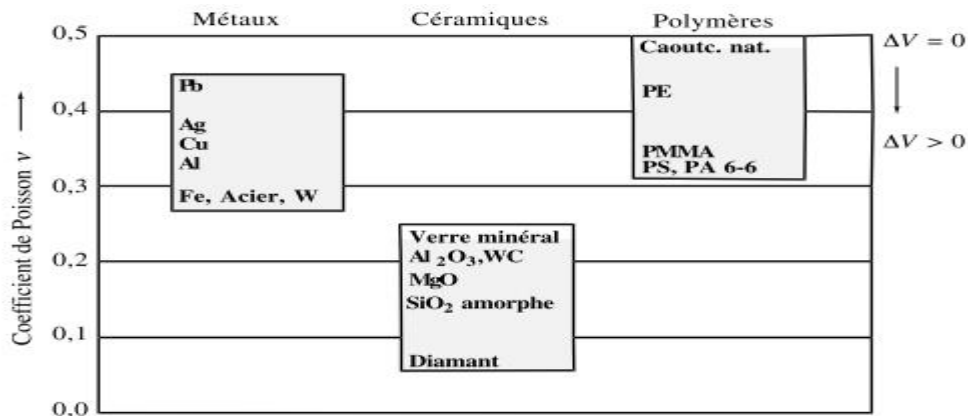 Métaux
Céramiques
Polymères
Coefficient de Poisson ν →
0,5
0,4
0,3
0,2
0,1
0,0
Pb
Ag
Cu
Al
Fe, Acier, W
Verre minéral
Al₂O₃,WC
MgO
SiO₂ amorphe
Diamant
Caoutc. nat.
PE
PMMA
PS, PA 6-6
ΔV = 0
ΔV > 0